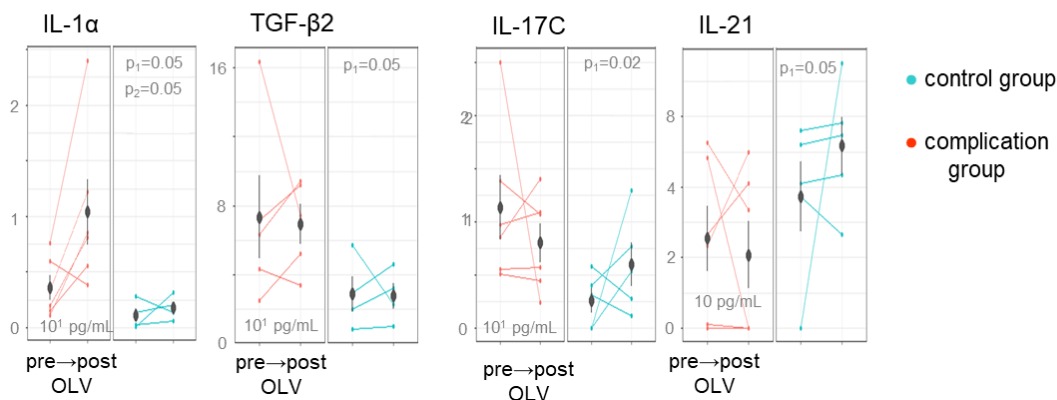 IL-1α
p₁=0.05
p₂=0.05
2
1
0
10¹ pg/mL
pre→post
OLV
TGF-β2
p₁=0.05
16
8
0
10¹ pg/mL
pre→post
OLV
IL-17C
p₁=0.02
2
1
0
10¹ pg/mL
pre→post
OLV
IL-21
p₁=0.05
8
4
2
0
10 pg/mL
pre→post
OLV
control group
complication
group